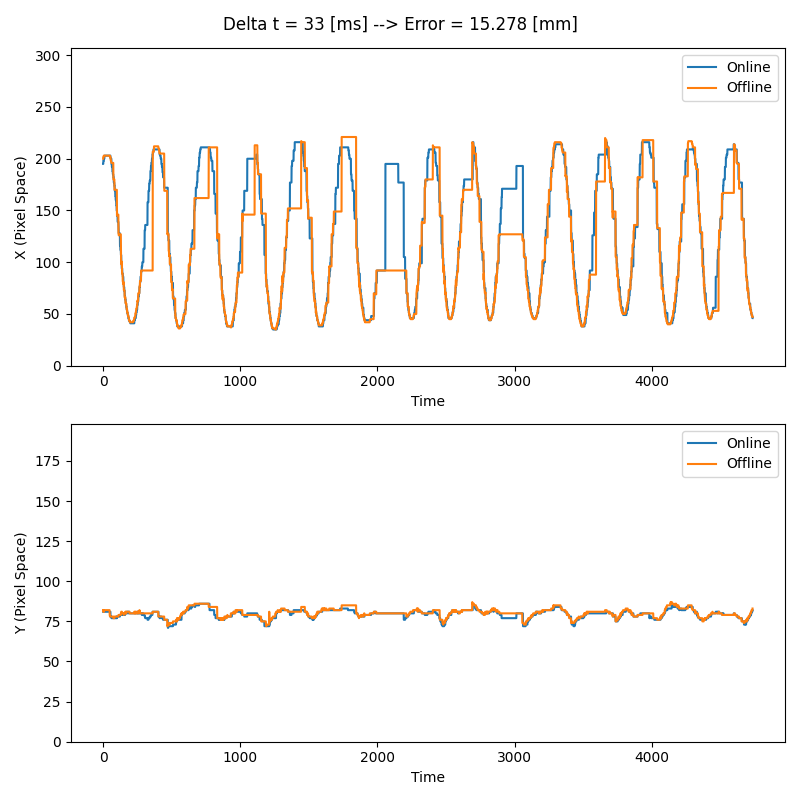 Delta t = 33 [ms] --> Error = 15.278 [mm]
300
250
200
150
100
50
0
X (Pixel Space)
Online
Offline
0 1000 2000 3000 4000
Time
175
150
125
100
75
50
25
0
Y (Pixel Space)
Online
Offline
0 1000 2000 3000 4000
Time